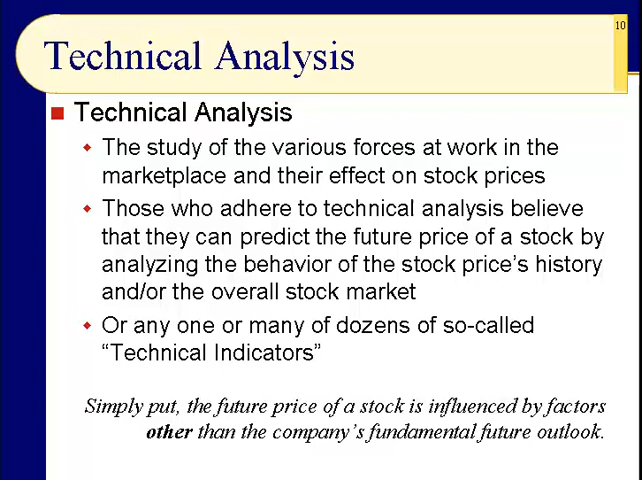 10
Technical Analysis
Technical Analysis
The study of the various forces at work in the
marketplace and their effect on stock prices
Those who adhere to technical analysis believe
that they can predict the future price of a stock by
analyzing the behavior of the stock price's history
and/or the overall stock market
Or any one or many of dozens of so-called
“Technical Indicators”
Simply put, the future price of a stock is influenced by factors
other than the company's fundamental future outlook.